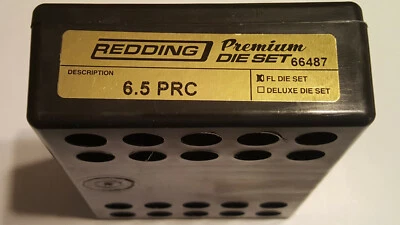 REDDING Premium
DIE SET 66487
DESCRIPTION
6.5 PRC
X FL DIE SET
DELUXE DIE SET